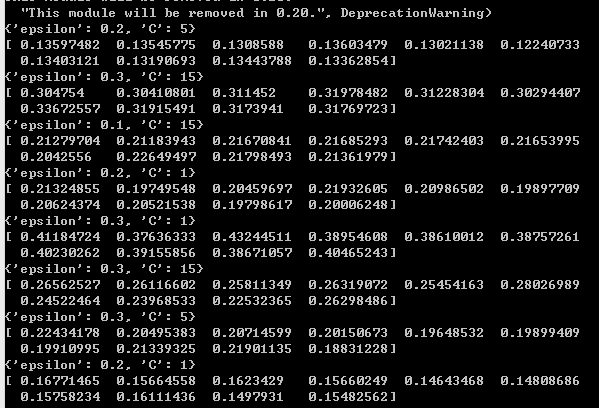 "This module will be removed in 0.20.", DeprecationWarning)
{'epsilon': 0.2, 'C': 5}
[ 0.13597482 0.13545775 0.1308588 0.13603479 0.13021138 0.12240733
0.13403121 0.13190693 0.13443788 0.13362854]
{'epsilon': 0.3, 'C': 15}
[ 0.304754 0.30410801 0.311452 0.31978482 0.31228304 0.30294407
0.33672557 0.31915491 0.3173941 0.31769723]
{'epsilon': 0.1, 'C': 15}
[ 0.21279704 0.21183943 0.21670841 0.21685293 0.21742403 0.21653995
0.2042556 0.22649497 0.21798493 0.21361979]
{'epsilon': 0.2, 'C': 1}
[ 0.21324855 0.19749548 0.20459697 0.21932605 0.20986502 0.19897709
0.20624374 0.20521538 0.19798617 0.20006248]
{'epsilon': 0.3, 'C': 1}
[ 0.41184724 0.37636333 0.43244511 0.38954608 0.38610012 0.38757261
0.40230262 0.39155856 0.38671057 0.40465243]
{'epsilon': 0.3, 'C': 15}
[ 0.26562527 0.26116602 0.25811349 0.26319072 0.25454163 0.28026989
0.24522464 0.23968533 0.22532365 0.26298486]
{'epsilon': 0.3, 'C': 5}
[ 0.22434178 0.20495383 0.20714599 0.20150673 0.19648532 0.19899409
0.19910995 0.21339325 0.21901135 0.18831228]
{'epsilon': 0.2, 'C': 1}
[ 0.16771465 0.15664558 0.1623429 0.15660249 0.14643468 0.14808686
0.15758234 0.16111436 0.1497931 0.15482562]